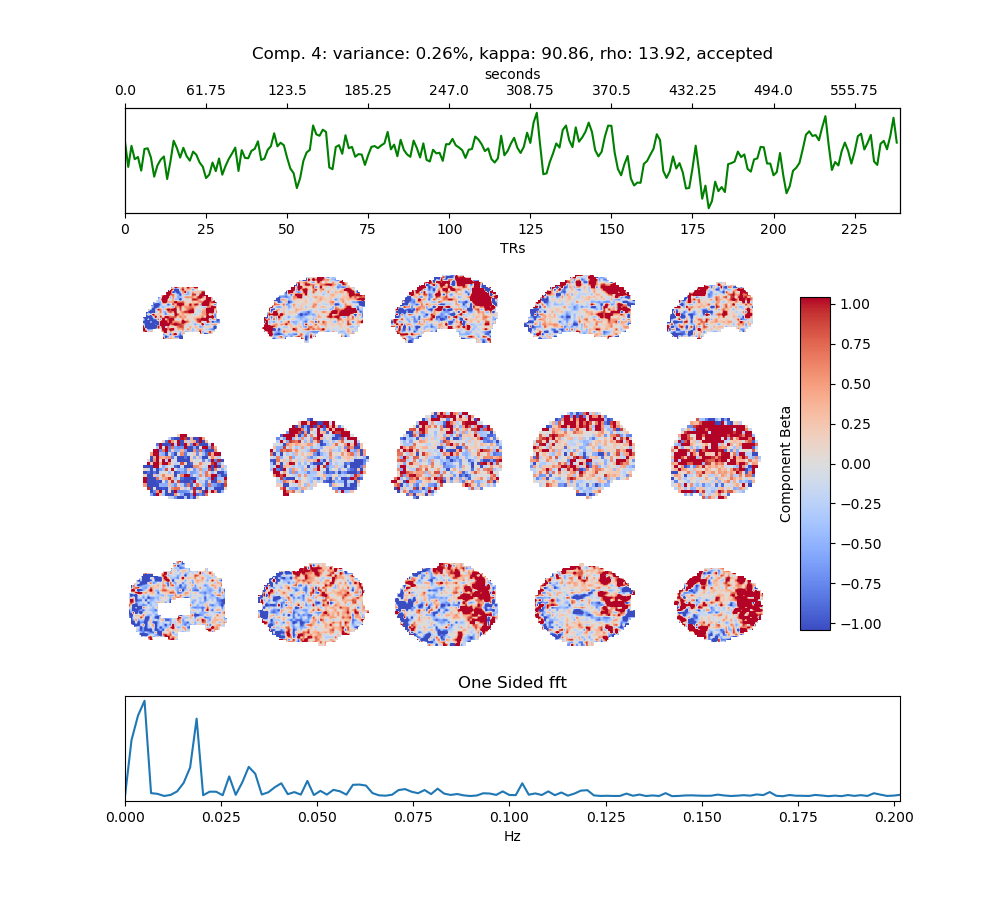 Comp. 4: variance: 0.26%, kappa: 90.86, rho: 13.92, accepted
seconds
0.0 61.75 123.5 185.25 247.0 308.75 370.5 432.25 494.0 555.75
0 25 50 75 100 125 150 175 200 225
TRs
1.00
0.75
0.50
0.25
0.00
−0.25
−0.50
−0.75
−1.00
Component Beta
One Sided fft
0.000 0.025 0.050 0.075 0.100 0.125 0.150 0.175 0.200
Hz